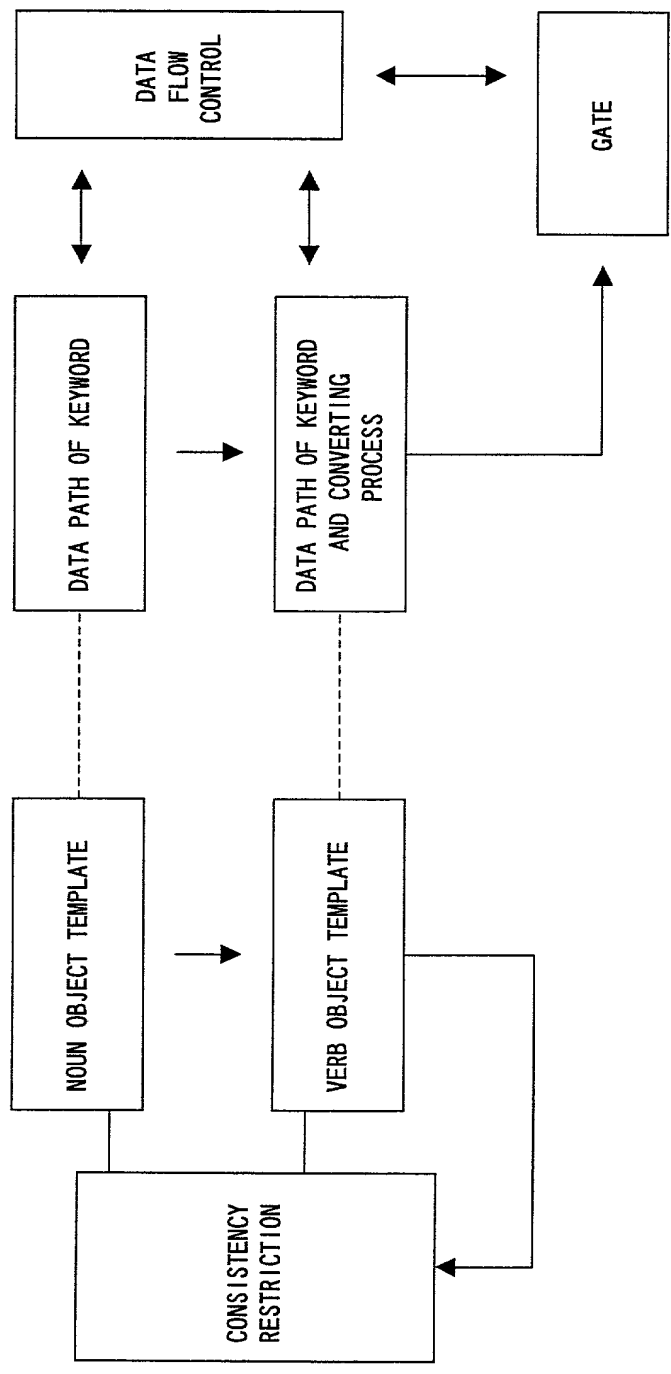 DATA
FLOW
CONTROL
GATE
DATA PATH OF KEYWORD
DATA PATH OF KEYWORD
AND CONVERTING
PROCESS
NOUN OBJECT TEMPLATE
VERB OBJECT TEMPLATE
CONSISTENCY
RESTRICTION